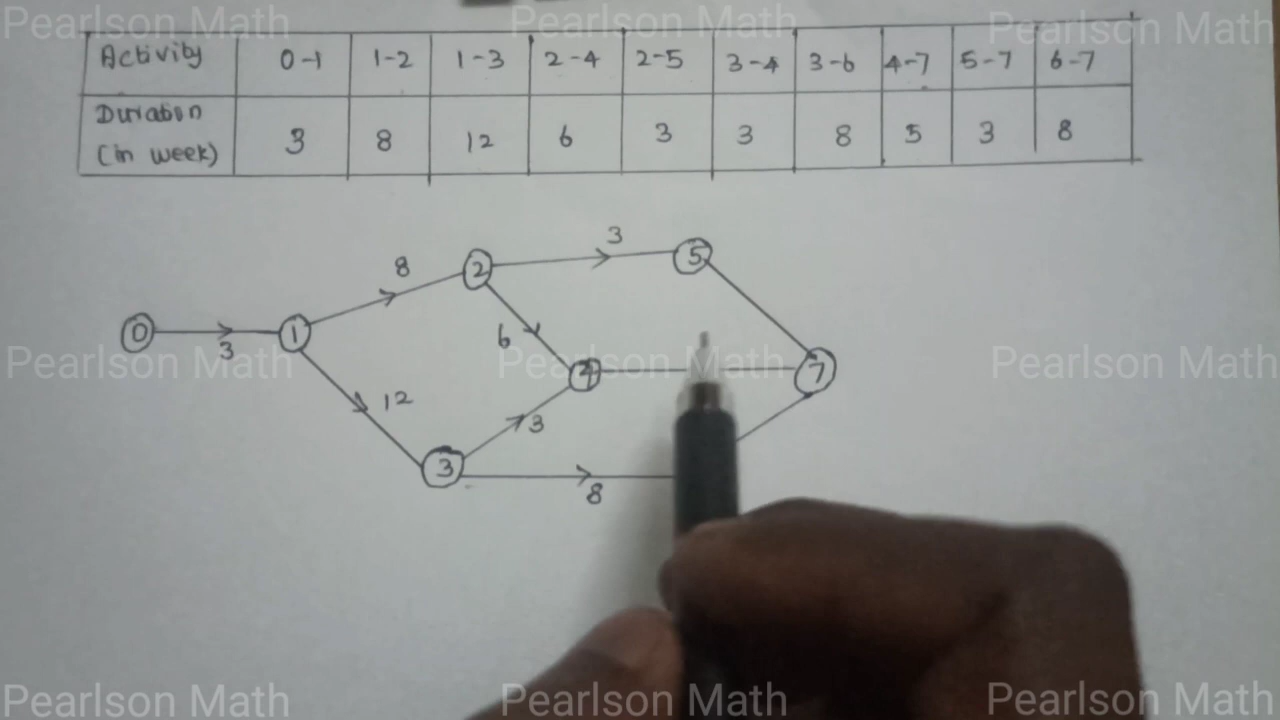 Pearlson Math Pearlson Math Pearlson Math
Activity 0-1 1-2 1-3 2-4 2-5 3-4 3-6 4-7 5-7 6-7
Duration (in week) 3 8 12 6 3 3 8 5 3 8
3
8 2 5
0 1
3 6
Pearlson Math Pearlson Math Pearlson Math
4 7
12
3
3
8
Pearlson Math Pearlson Math Pearlson Math